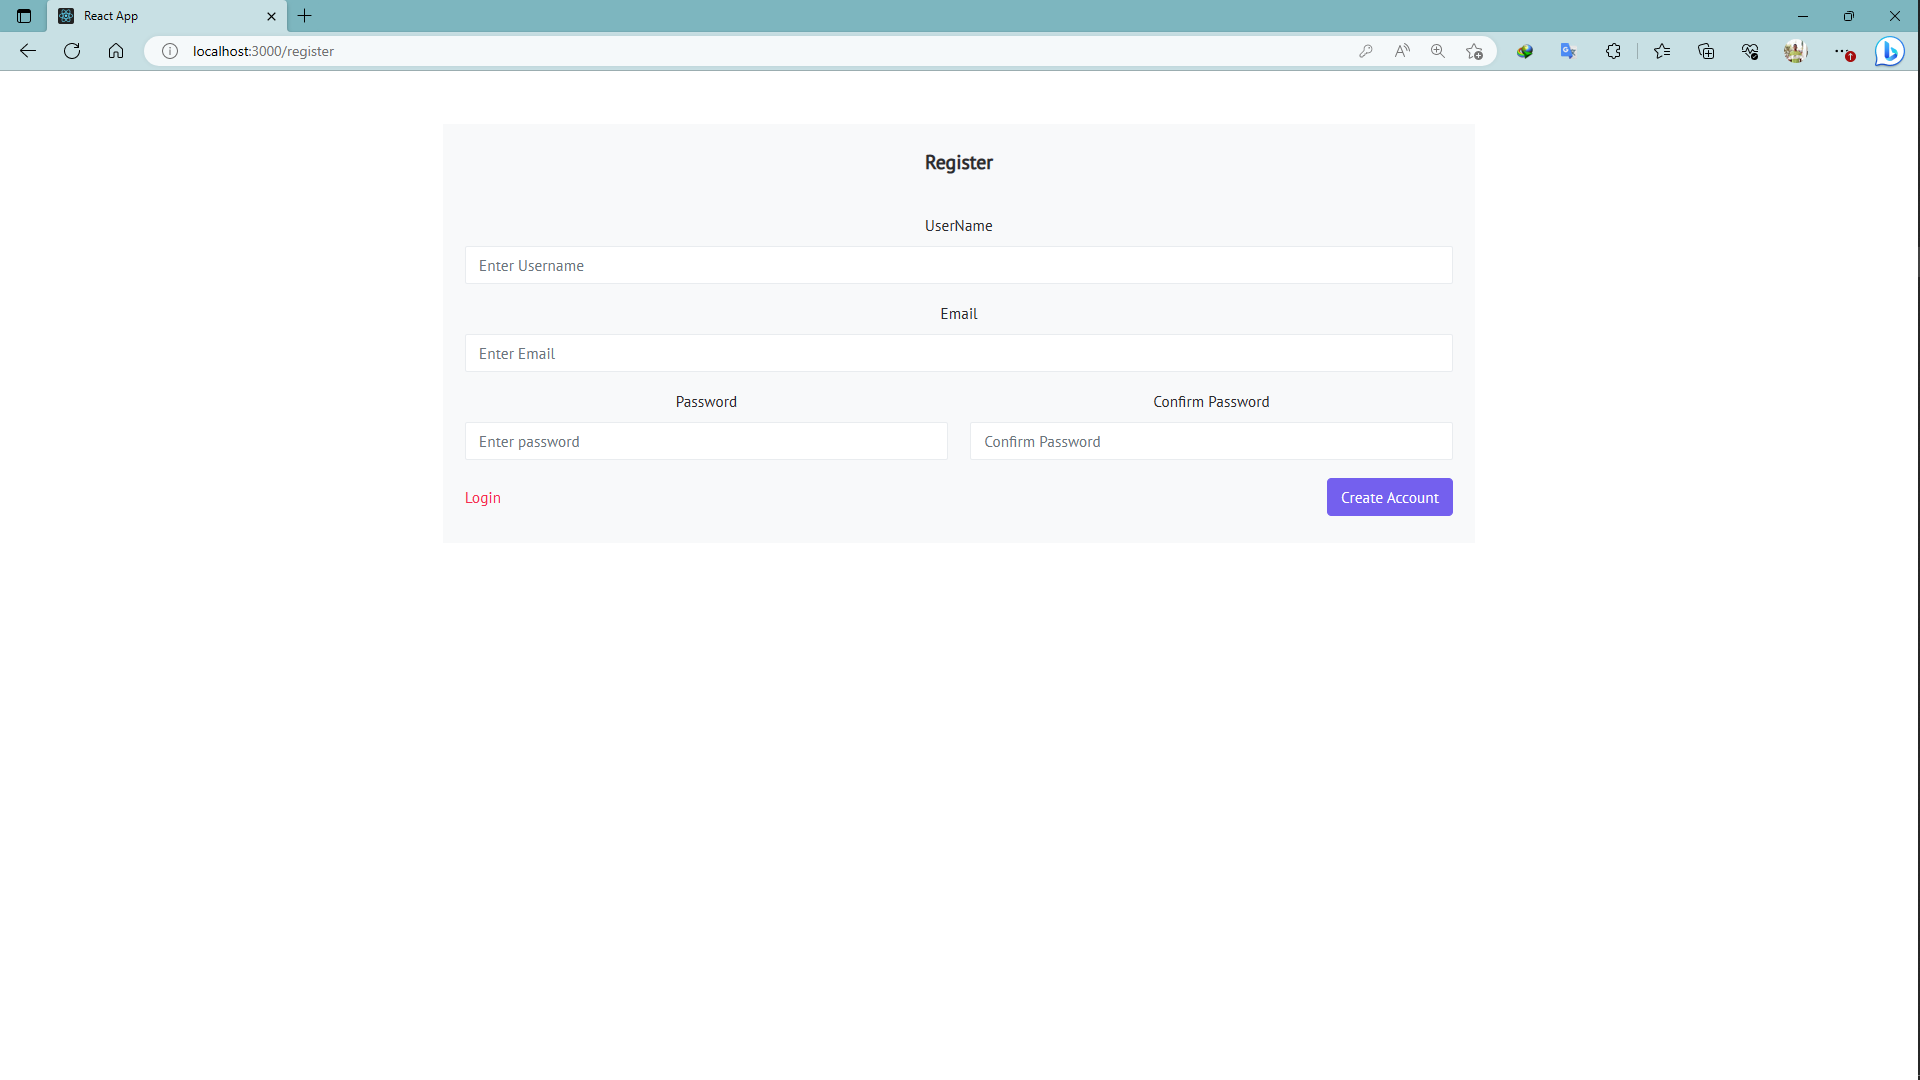 React App
localhost:3000/register
Register
UserName
Enter Username
Email
Enter Email
Password Confirm Password
Enter password Confirm Password
Login Create Account